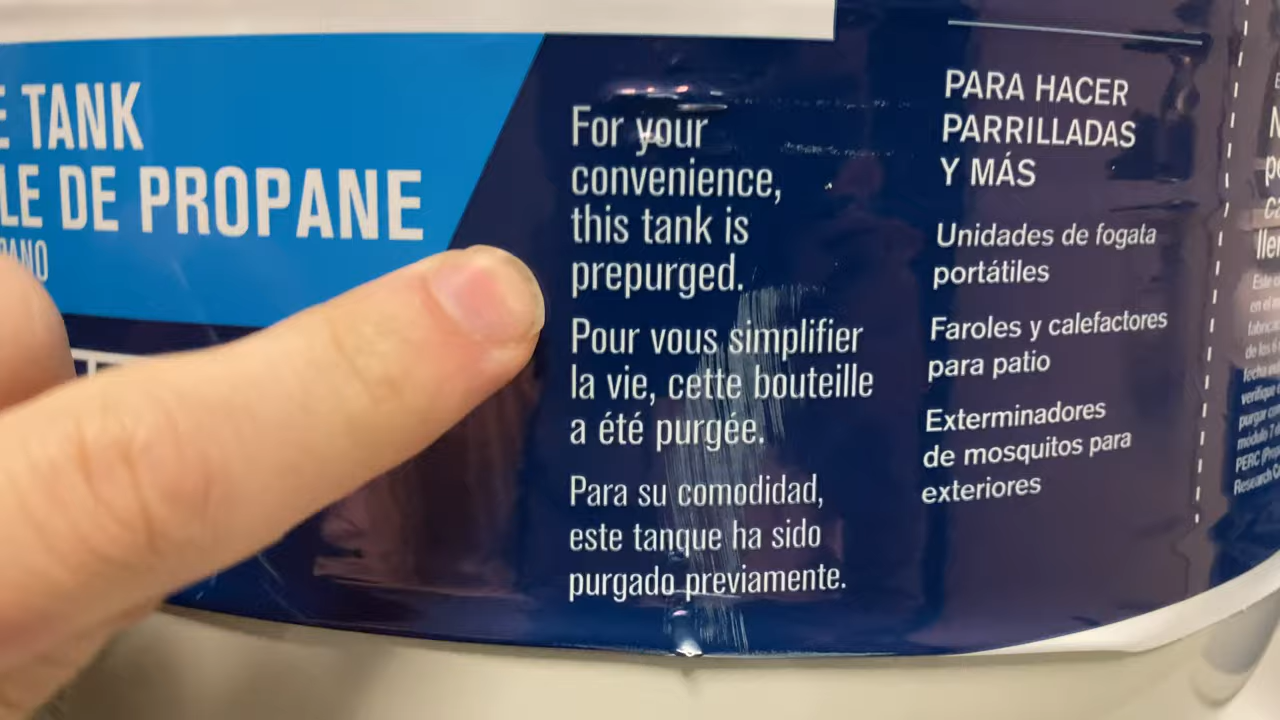 TANK
DE PROPANE
For your
convenience,
this tank is
prepurged.
Pour vous simplifier
la vie, cette bouteille
a été purgée.
Para su comodidad,
este tanque ha sido
purgado previamente.
PARA HACER
PARRILLADAS
Y MÁS
Unidades de fogata
portátiles
Faroles y calefactores
para patio
Exterminadores
de mosquitos para
exteriores